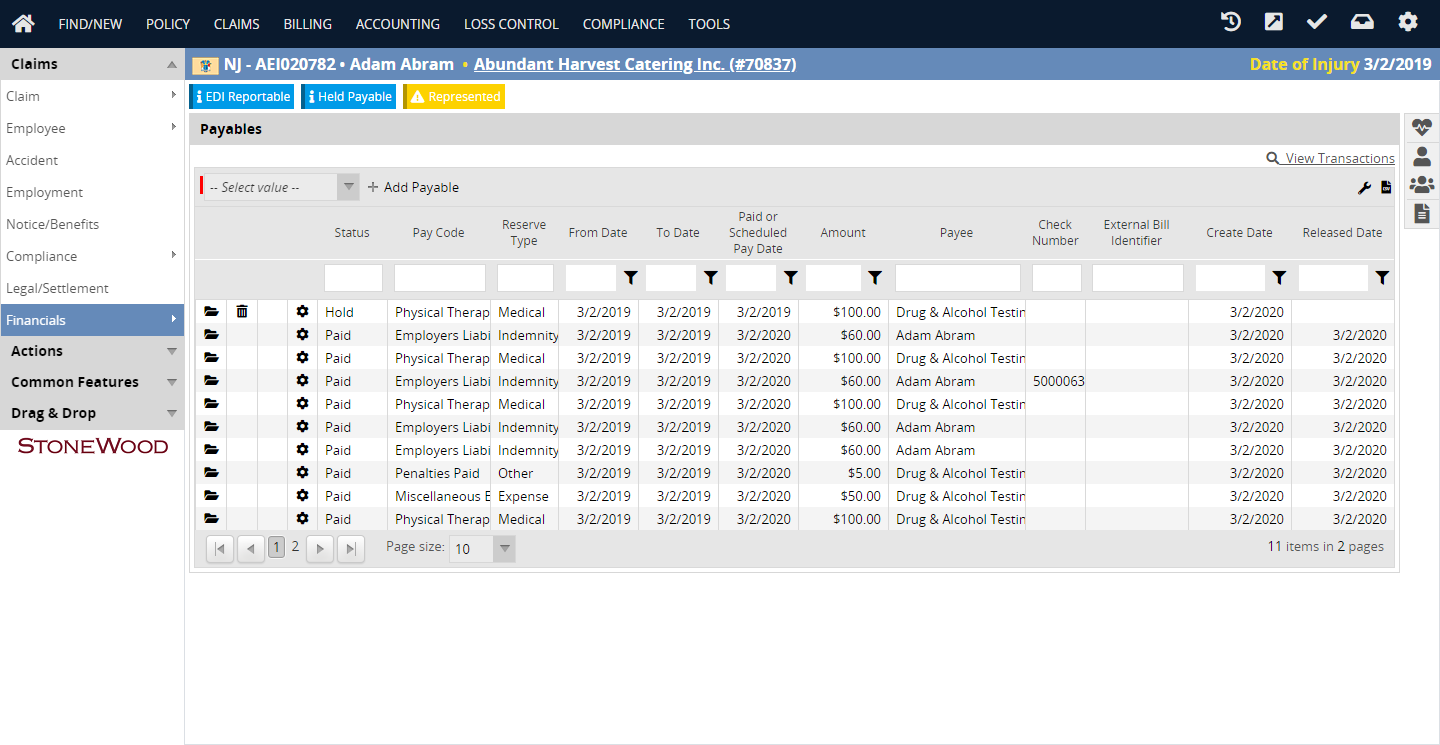 FIND/NEW POLICY CLAIMS BILLING ACCOUNTING LOSS CONTROL COMPLIANCE TOOLS
Claims
NJ - AEI020782 • Adam Abram • Abundant Harvest Catering Inc. (#70837) Date of Injury 3/2/2019
Claim
Employee
Accident
Employment
Notice/Benefits
Compliance
Legal/Settlement
Financials
Actions
Common Features
Drag & Drop
STONEWOOD
EDI Reportable Held Payable Represented
Payables
View Transactions
-- Select value -- Add Payable
Status Pay Code Reserve Type From Date To Date Paid or Scheduled Pay Date Amount Payee Check Number External Bill Identifier Create Date Released Date
Hold Physical Therap Medical 3/2/2019 3/2/2019 3/2/2019 $100.00 Drug & Alcohol Testin 3/2/2020
Paid Employers Liabi Indemnity 3/2/2019 3/2/2019 3/2/2020 $60.00 Adam Abram 3/2/2020 3/2/2020
Paid Physical Therap Medical 3/2/2019 3/2/2019 3/2/2020 $100.00 Drug & Alcohol Testin 3/2/2020 3/2/2020
Paid Employers Liabi Indemnity 3/2/2019 3/2/2019 3/2/2020 $60.00 Adam Abram 5000063 3/2/2020 3/2/2020
Paid Physical Therap Medical 3/2/2019 3/2/2019 3/2/2020 $100.00 Drug & Alcohol Testin 3/2/2020 3/2/2020
Paid Employers Liabi Indemnity 3/2/2019 3/2/2019 3/2/2020 $60.00 Adam Abram 3/2/2020 3/2/2020
Paid Employers Liabi Indemnity 3/2/2019 3/2/2019 3/2/2020 $60.00 Adam Abram 3/2/2020 3/2/2020
Paid Penalties Paid Other 3/2/2019 3/2/2019 3/2/2020 $5.00 Drug & Alcohol Testin 3/2/2020 3/2/2020
Paid Miscellaneous E Expense 3/2/2019 3/2/2019 3/2/2020 $50.00 Drug & Alcohol Testin 3/2/2020 3/2/2020
Paid Physical Therap Medical 3/2/2019 3/2/2019 3/2/2020 $100.00 Drug & Alcohol Testin 3/2/2020 3/2/2020
1 2 Page size: 10 11 items in 2 pages